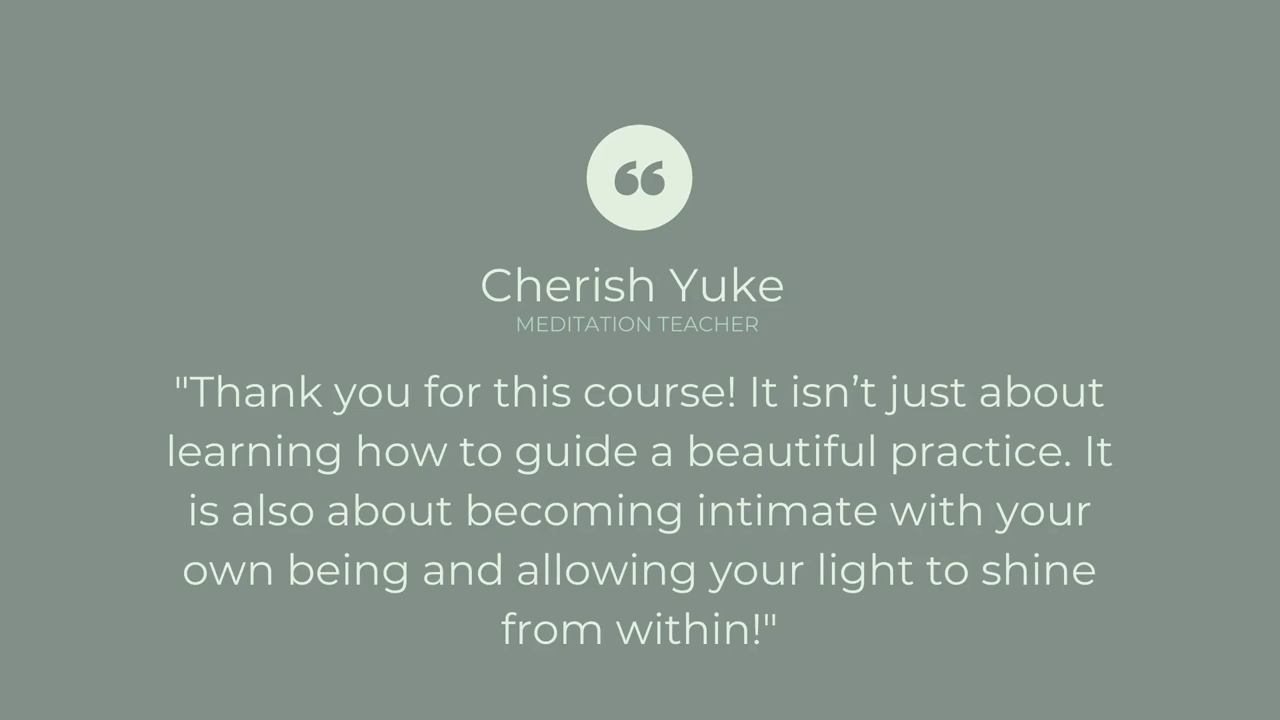 “
Cherish Yuke
MEDITATION TEACHER
"Thank you for this course! It isn’t just about
learning how to guide a beautiful practice. It
is also about becoming intimate with your
own being and allowing your light to shine
from within!"